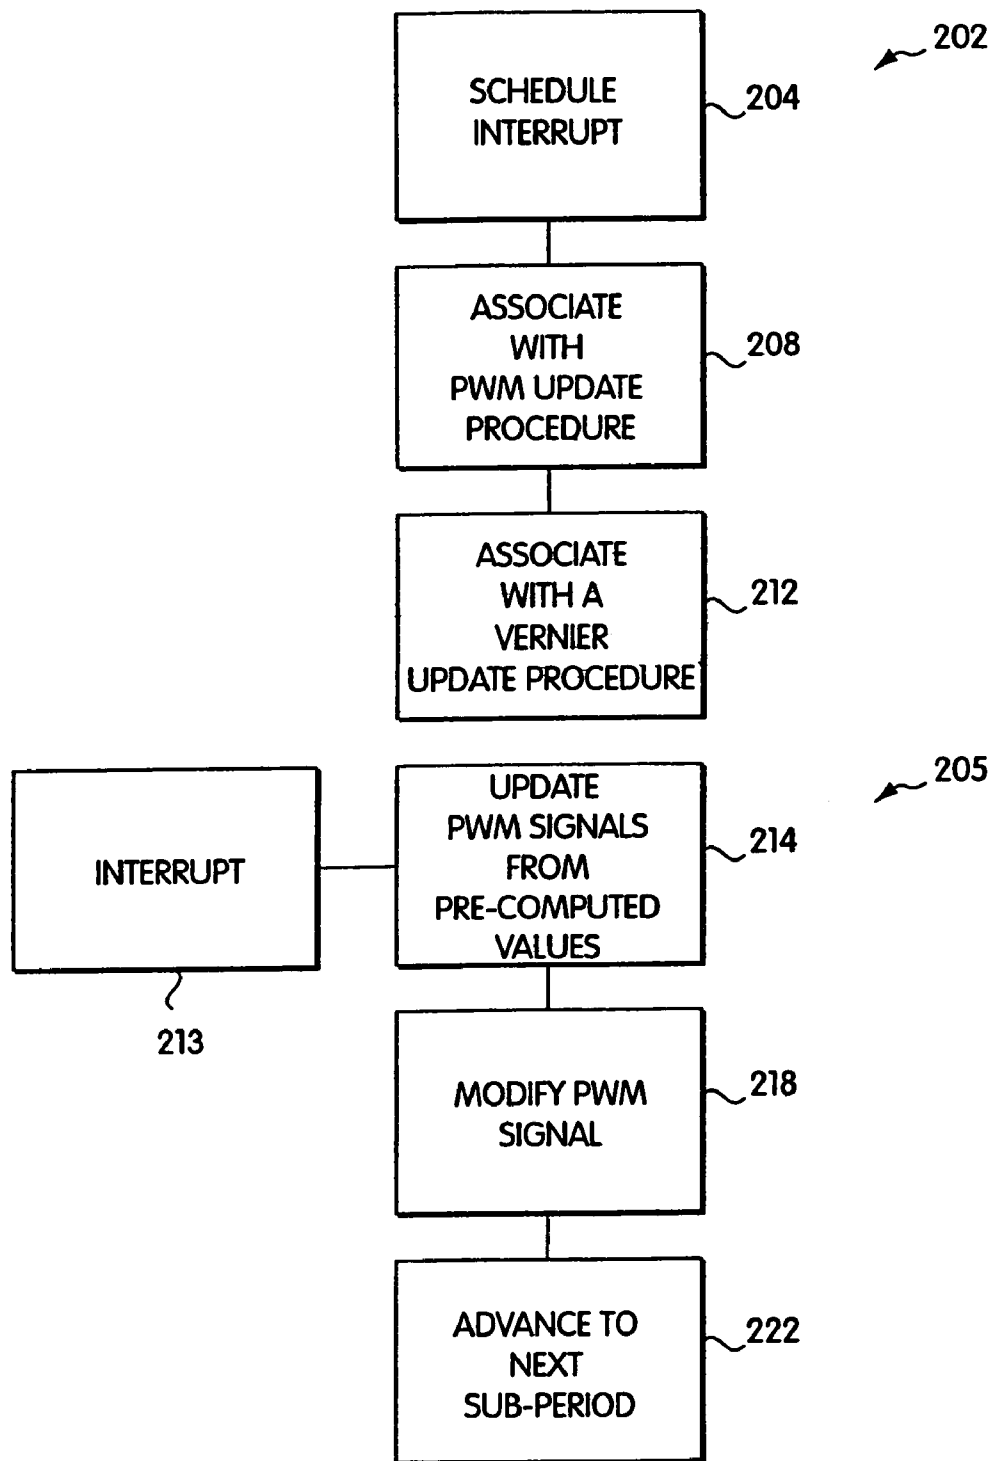 202
SCHEDULE
INTERRUPT
204
ASSOCIATE
WITH
PWM UPDATE
PROCEDURE
208
ASSOCIATE
WITH A
VERNIER
UPDATE PROCEDURE
212
205
INTERRUPT
213
UPDATE
PWM SIGNALS
FROM
PRE-COMPUTED
VALUES
214
MODIFY PWM
SIGNAL
218
ADVANCE TO
NEXT
SUB-PERIOD
222